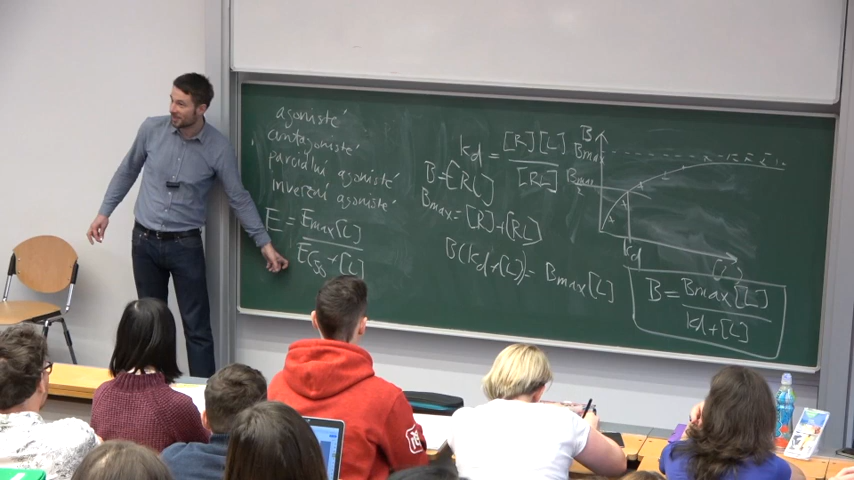 agonisté
antagonisté
parciální agonisté
inverzní agonisté
E = Emax[L] / EC50+[L]
kd = [R][L] / [RL]
B=[RL]
Bmax=[R]+[RL]
B(kd+[L])= Bmax[L]
B
Bmax
Bmax / 2
kd
[L]
B = Bmax[L] / kd+[L]